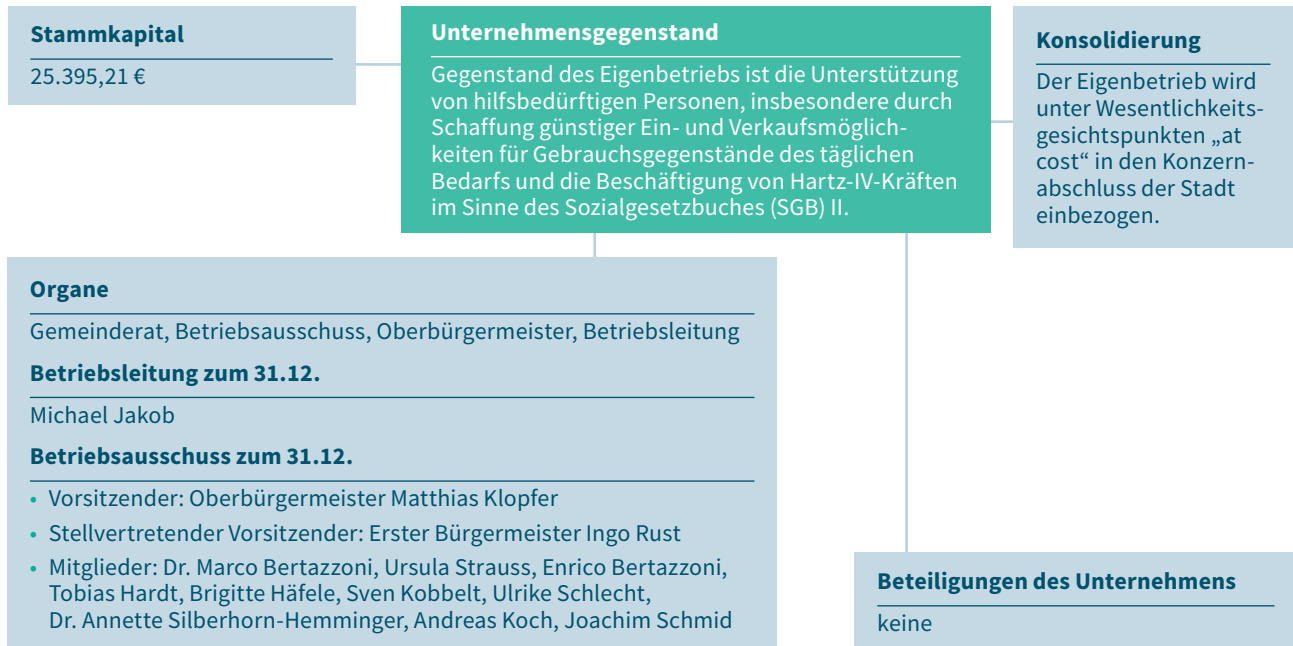 Stammkapital
25.395,21 €
Unternehmensgegenstand
Gegenstand des Eigenbetriebs ist die Unterstützung
von hilfsbedürftigen Personen, insbesondere durch
Schaffung günstiger Ein- und Verkaufsmöglich-
keiten für Gebrauchsgegenstände des täglichen
Bedarfs und die Beschäftigung von Hartz-IV-Kräften
im Sinne des Sozialgesetzbuches (SGB) II.
Konsolidierung
Der Eigenbetrieb wird
unter Wesentlichkeits-
gesichtspunkten „at
cost“ in den Konzern-
abschluss der Stadt
einbezogen.
Organe
Gemeinderat, Betriebsausschuss, Oberbürgermeister, Betriebsleitung
Betriebsleitung zum 31.12.
Michael Jakob
Betriebsausschuss zum 31.12.
• Vorsitzender: Oberbürgermeister Matthias Klopfer
• Stellvertretender Vorsitzender: Erster Bürgermeister Ingo Rust
• Mitglieder: Dr. Marco Bertazzoni, Ursula Strauss, Enrico Bertazzoni,
Tobias Hardt, Brigitte Häfele, Sven Kobbelt, Ulrike Schlecht,
Dr. Annette Silberhorn-Hemminger, Andreas Koch, Joachim Schmid
Beteiligungen des Unternehmens
keine